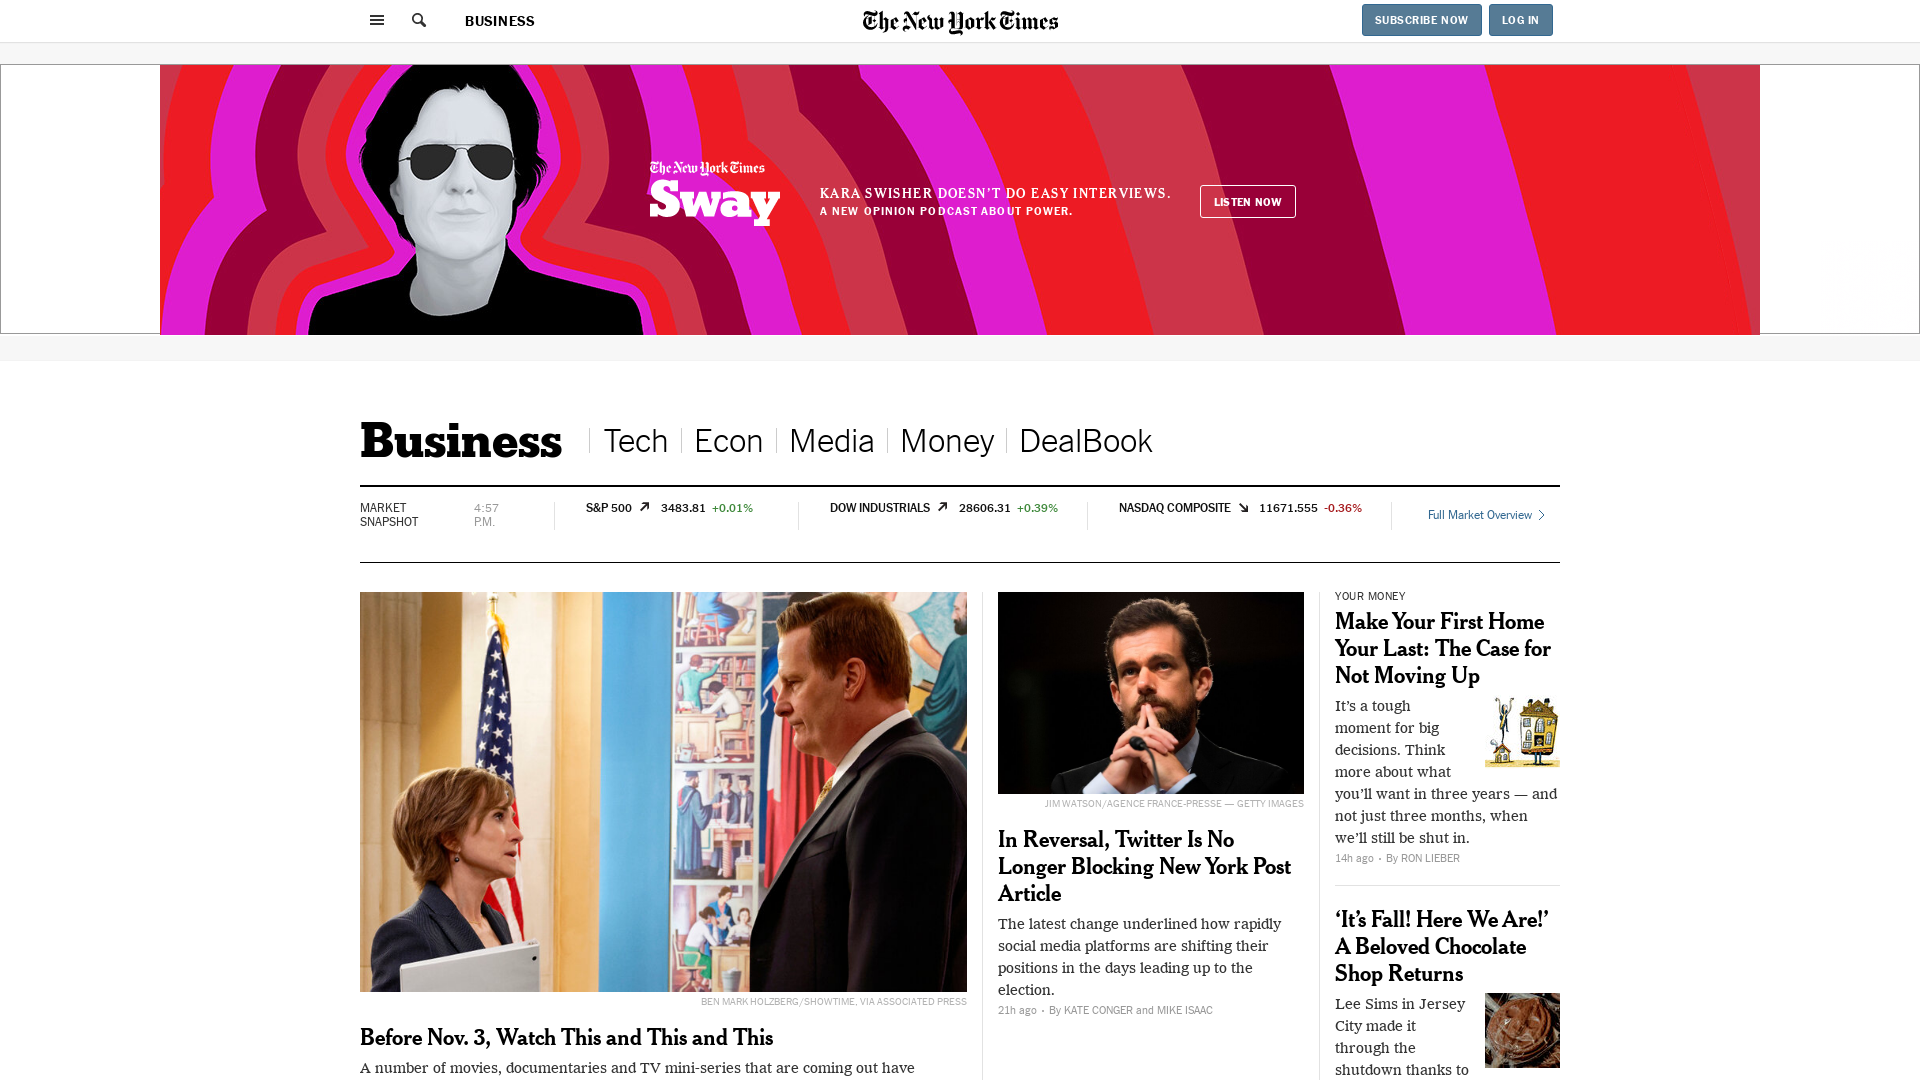 BUSINESS
The New York Times
SUBSCRIBE NOW
LOG IN
The New York Times
Sway
KARA SWISHER DOESN'T DO EASY INTERVIEWS.
A NEW OPINION PODCAST ABOUT POWER.
LISTEN NOW
Business
Tech
Econ
Media
Money
DealBook
MARKET
SNAPSHOT
4:57
P.M.
S&P 500 3483.81 +0.01%
DOW INDUSTRIALS 28606.31 +0.39%
NASDAQ COMPOSITE 11671.555 -0.36%
Full Market Overview
BEN MARK HOLZBERG/SHOWTIME, VIA ASSOCIATED PRESS
Before Nov. 3, Watch This and This and This
A number of movies, documentaries and TV mini-series that are coming out have
JIM WATSON/AGENCE FRANCE-PRESSE — GETTY IMAGES
In Reversal, Twitter Is No
Longer Blocking New York Post
Article
The latest change underlined how rapidly
social media platforms are shifting their
positions in the days leading up to the
election.
21h ago • By KATE CONGER and MIKE ISAAC
YOUR MONEY
Make Your First Home
Your Last: The Case for
Not Moving Up
It’s a tough
moment for big
decisions. Think
more about what
you’ll want in three years — and
not just three months, when
we’ll still be shut in.
14h ago • By RON LIEBER
‘It’s Fall! Here We Are!’
A Beloved Chocolate
Shop Returns
Lee Sims in Jersey
City made it
through the
shutdown thanks to